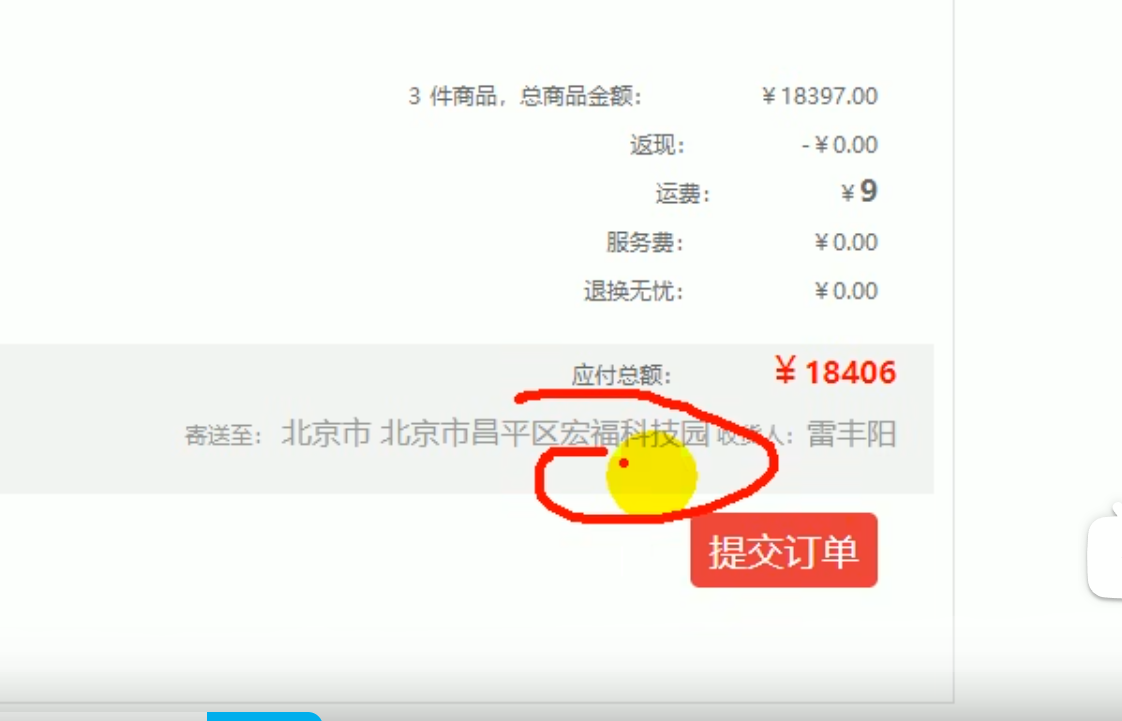 3 件商品，总商品金额： ￥18397.00
返现： -￥0.00
运费： ￥9
服务费： ￥0.00
退换无忧： ￥0.00
应付总额： ￥18406
寄送至： 北京市 北京市昌平区宏福科技园 收货人：雷丰阳
提交订单